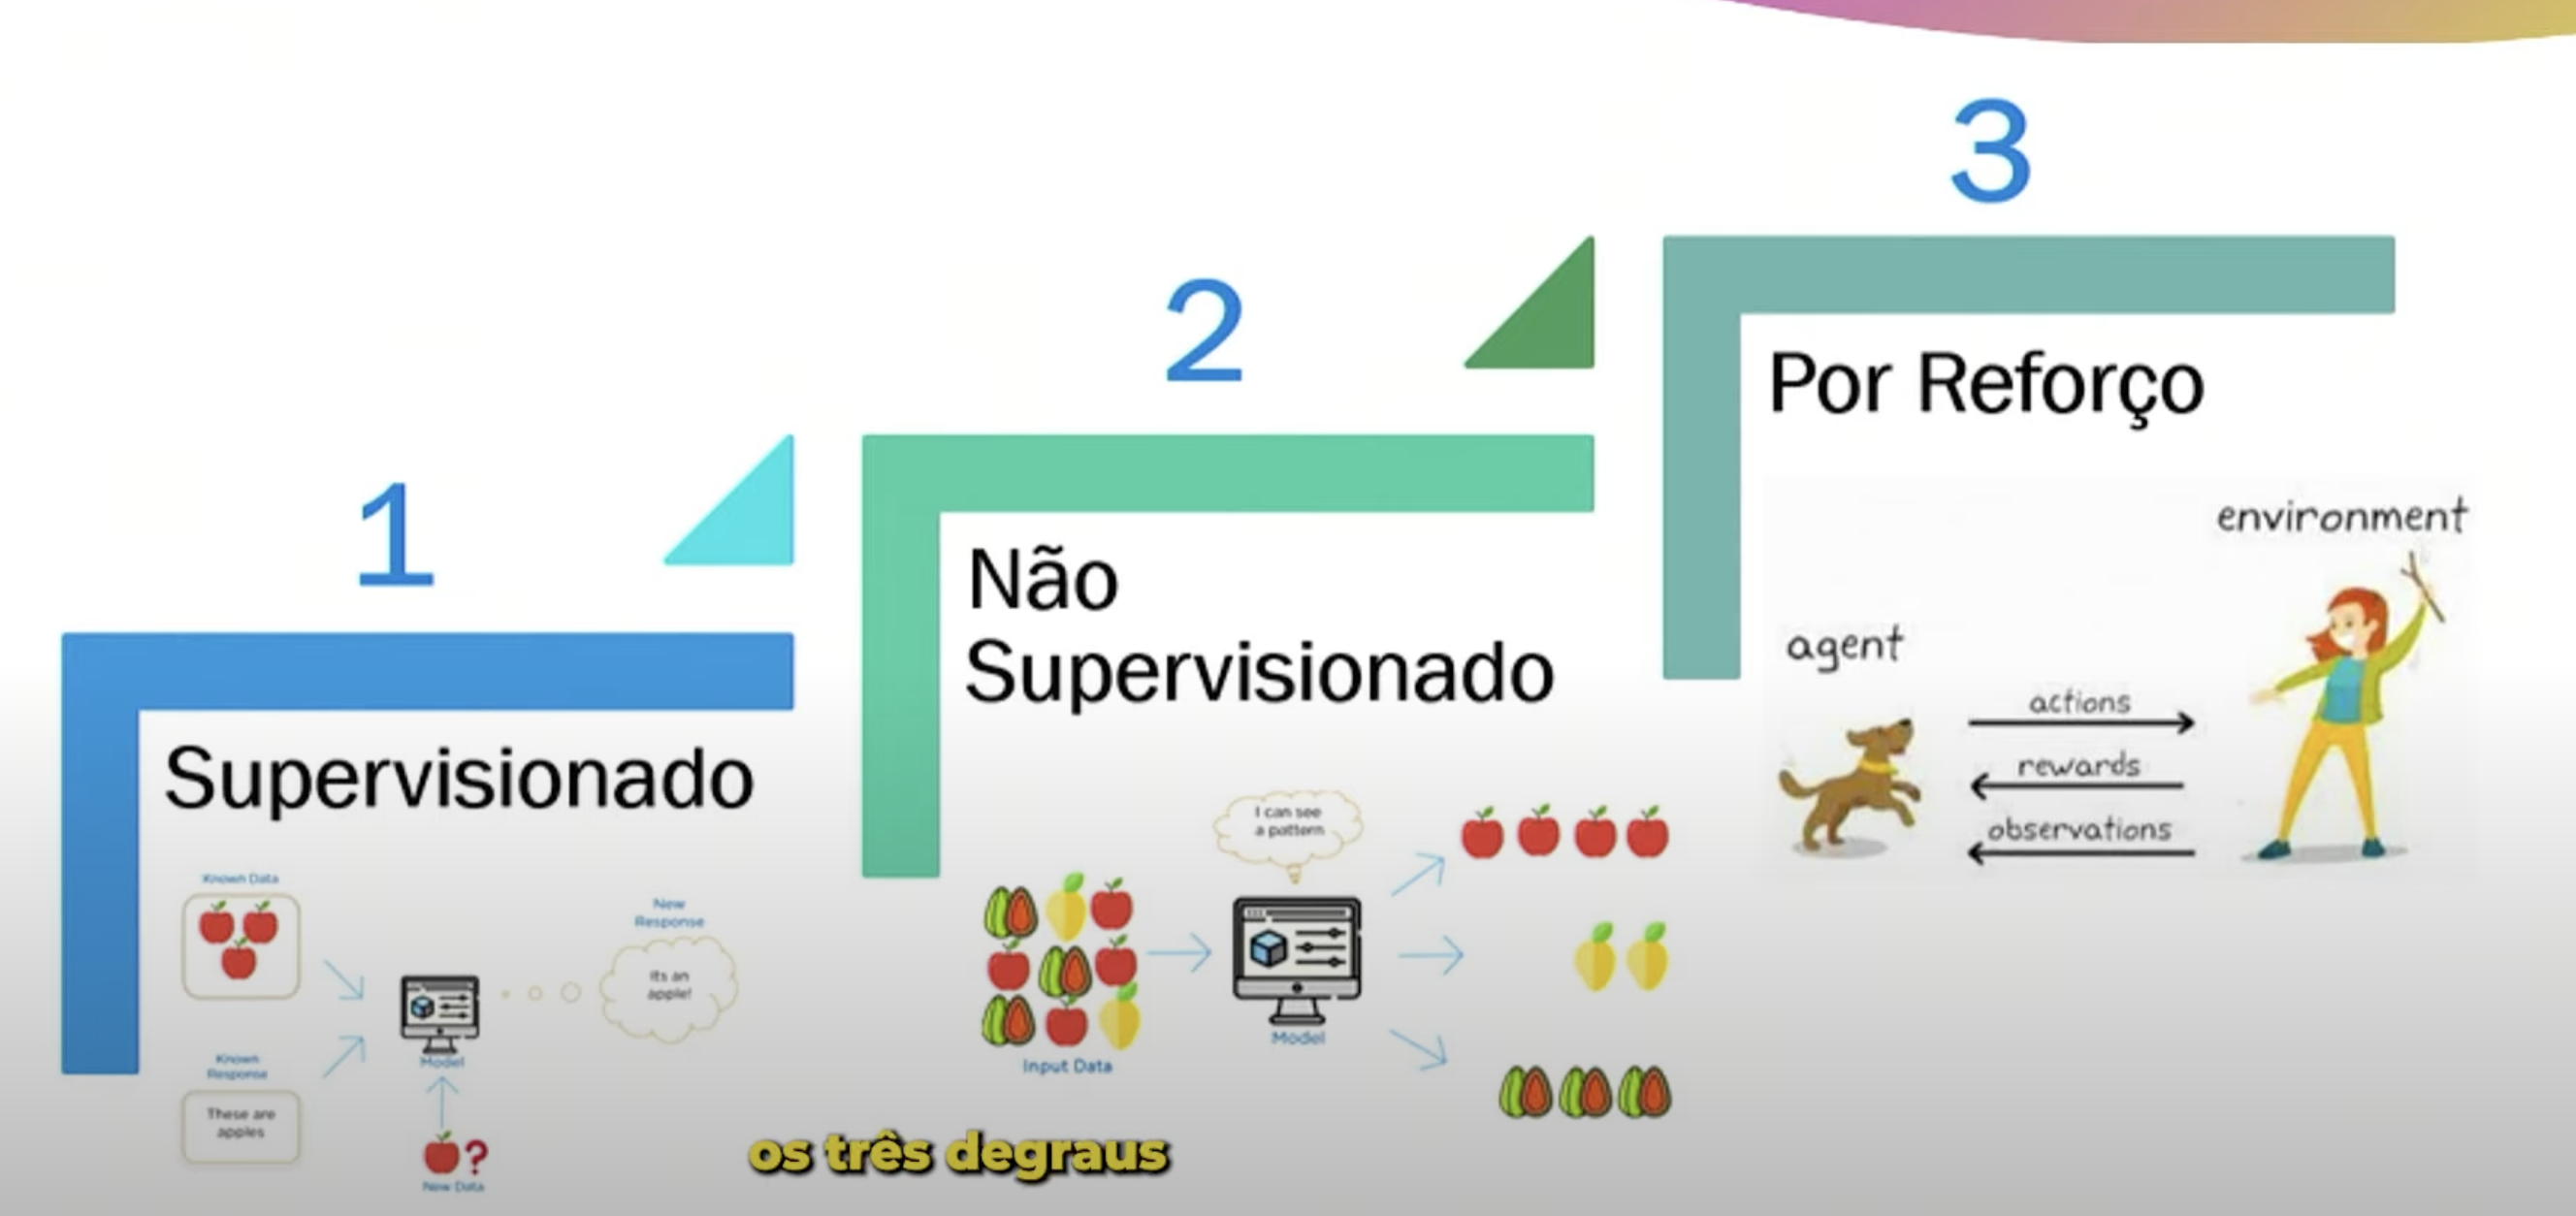 1
Supervisionado
Known Data
Known
Response
These are
apples
Model
?
New Data
New
Response
Its an
apple!
2
Não
Supervisionado
I can see
a pattern
Input Data
Model
3
Por Reforço
environment
agent
actions
rewards
observations
os três degraus